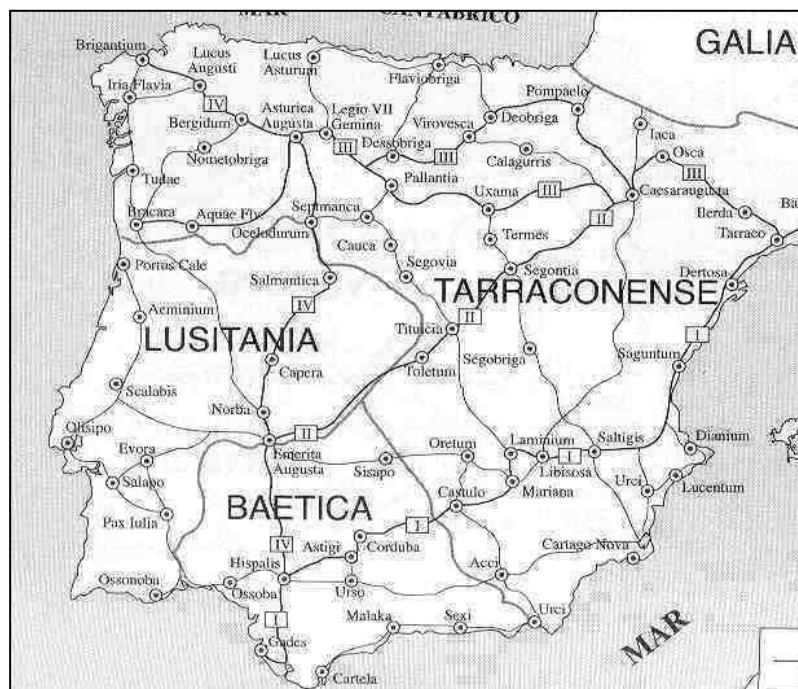 MAR
CANTÁBRICO
GALIA
Brigantium
Lucus
Augusti
Lucus
Asturum
Flaviobriga
Iria Flavia
IV
Bergidum
Asturica
Augusta
Legio VII
Gemina
III
Dessobriga
Virovesca
III
Deobriga
Pompaelo
Iaca
Osca
III
Nometobriga
Calagurris
Tudae
Pallantia
Uxama
III
Caesaraugusta
Ilerda
Bracara
Aquae Flv.
Septimanca
Ocelodurum
II
Tarraco
Cauca
Termes
Portus Cale
Salmantica
Segovia
Segontia
Dertosa
TARRACONENSE
Aeminium
IV
II
LUSITANIA
Titulcia
I
Capera
Toletum
Segobriga
Saguntum
Scalabis
Norba
Olisipo
Evora
II
Emerita
Augusta
Oretum
Laminium
Saltigis
Dianium
Sisapo
I
Libisosa
Salapo
Castulo
Mariana
Urci
Lucentum
BAETICA
Pax Iulia
I
IV
Astigi
Corduba
Cartago Nova
Hispalis
Acci
Ossonoba
Ossoba
Urso
I
Malaka
Sexi
Urci
MAR
Gades
Cartela